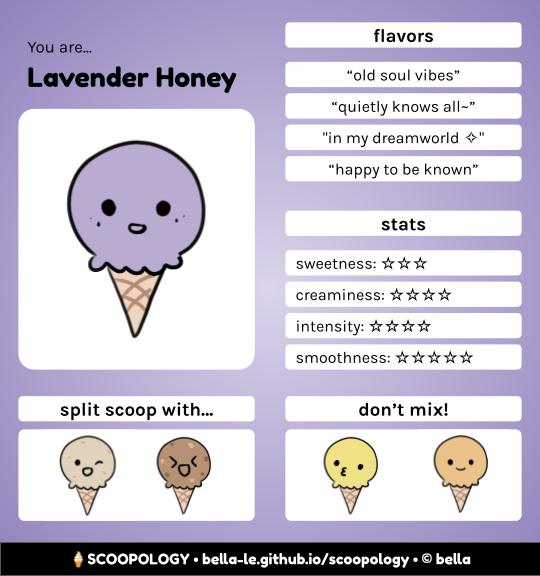 You are...
Lavender Honey
flavors
“old soul vibes”
“quietly knows all~”
"in my dreamworld ✧"
“happy to be known”
stats
sweetness: ☆☆☆
creaminess: ☆☆☆☆
intensity: ☆☆☆☆
smoothness: ☆☆☆☆☆
split scoop with...
don’t mix!
🍦SCOOPOLOGY • bella-le.github.io/scoopology • © bella